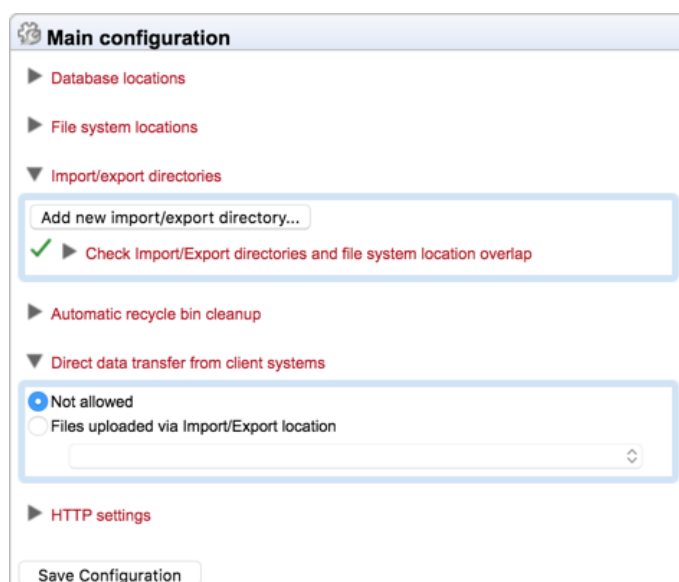 Main configuration
Database locations
File system locations
Import/export directories
Add new import/export directory...
Check Import/Export directories and file system location overlap
Automatic recycle bin cleanup
Direct data transfer from client systems
Not allowed
Files uploaded via Import/Export location
HTTP settings
Save Configuration